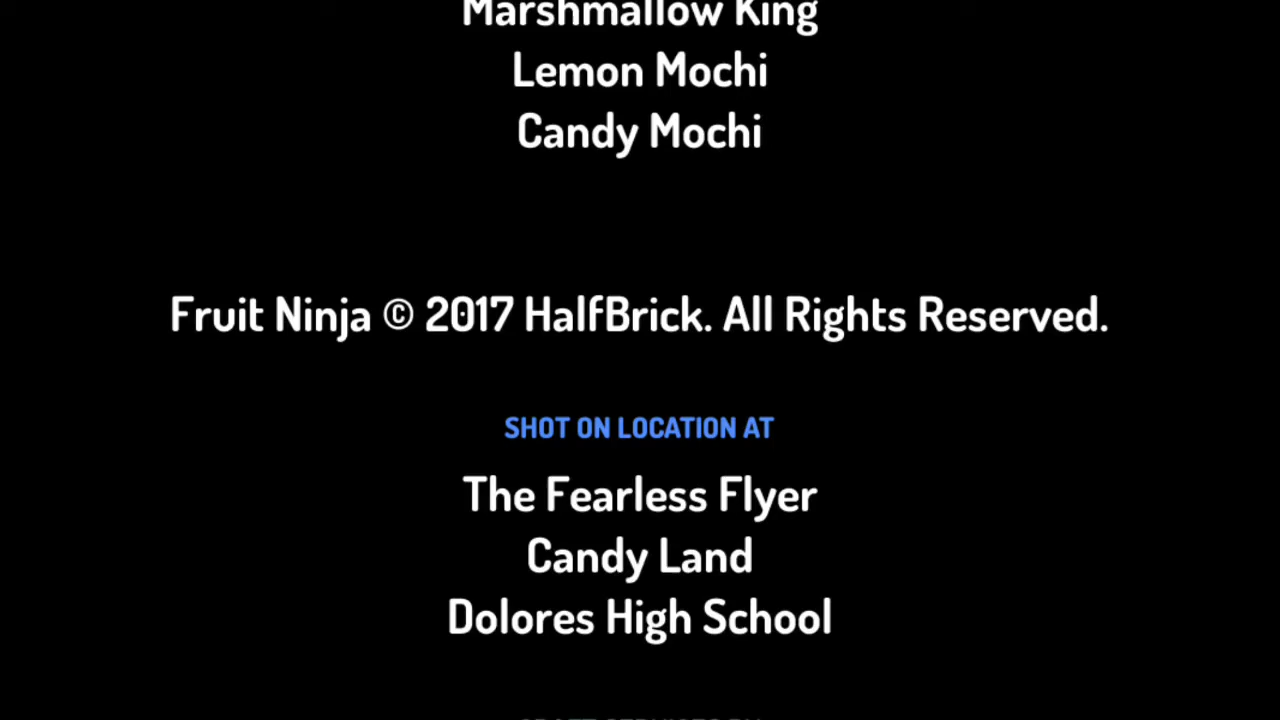 Marshmallow King
Lemon Mochi
Candy Mochi
Fruit Ninja © 2017 HalfBrick. All Rights Reserved.
SHOT ON LOCATION AT
The Fearless Flyer
Candy Land
Dolores High School